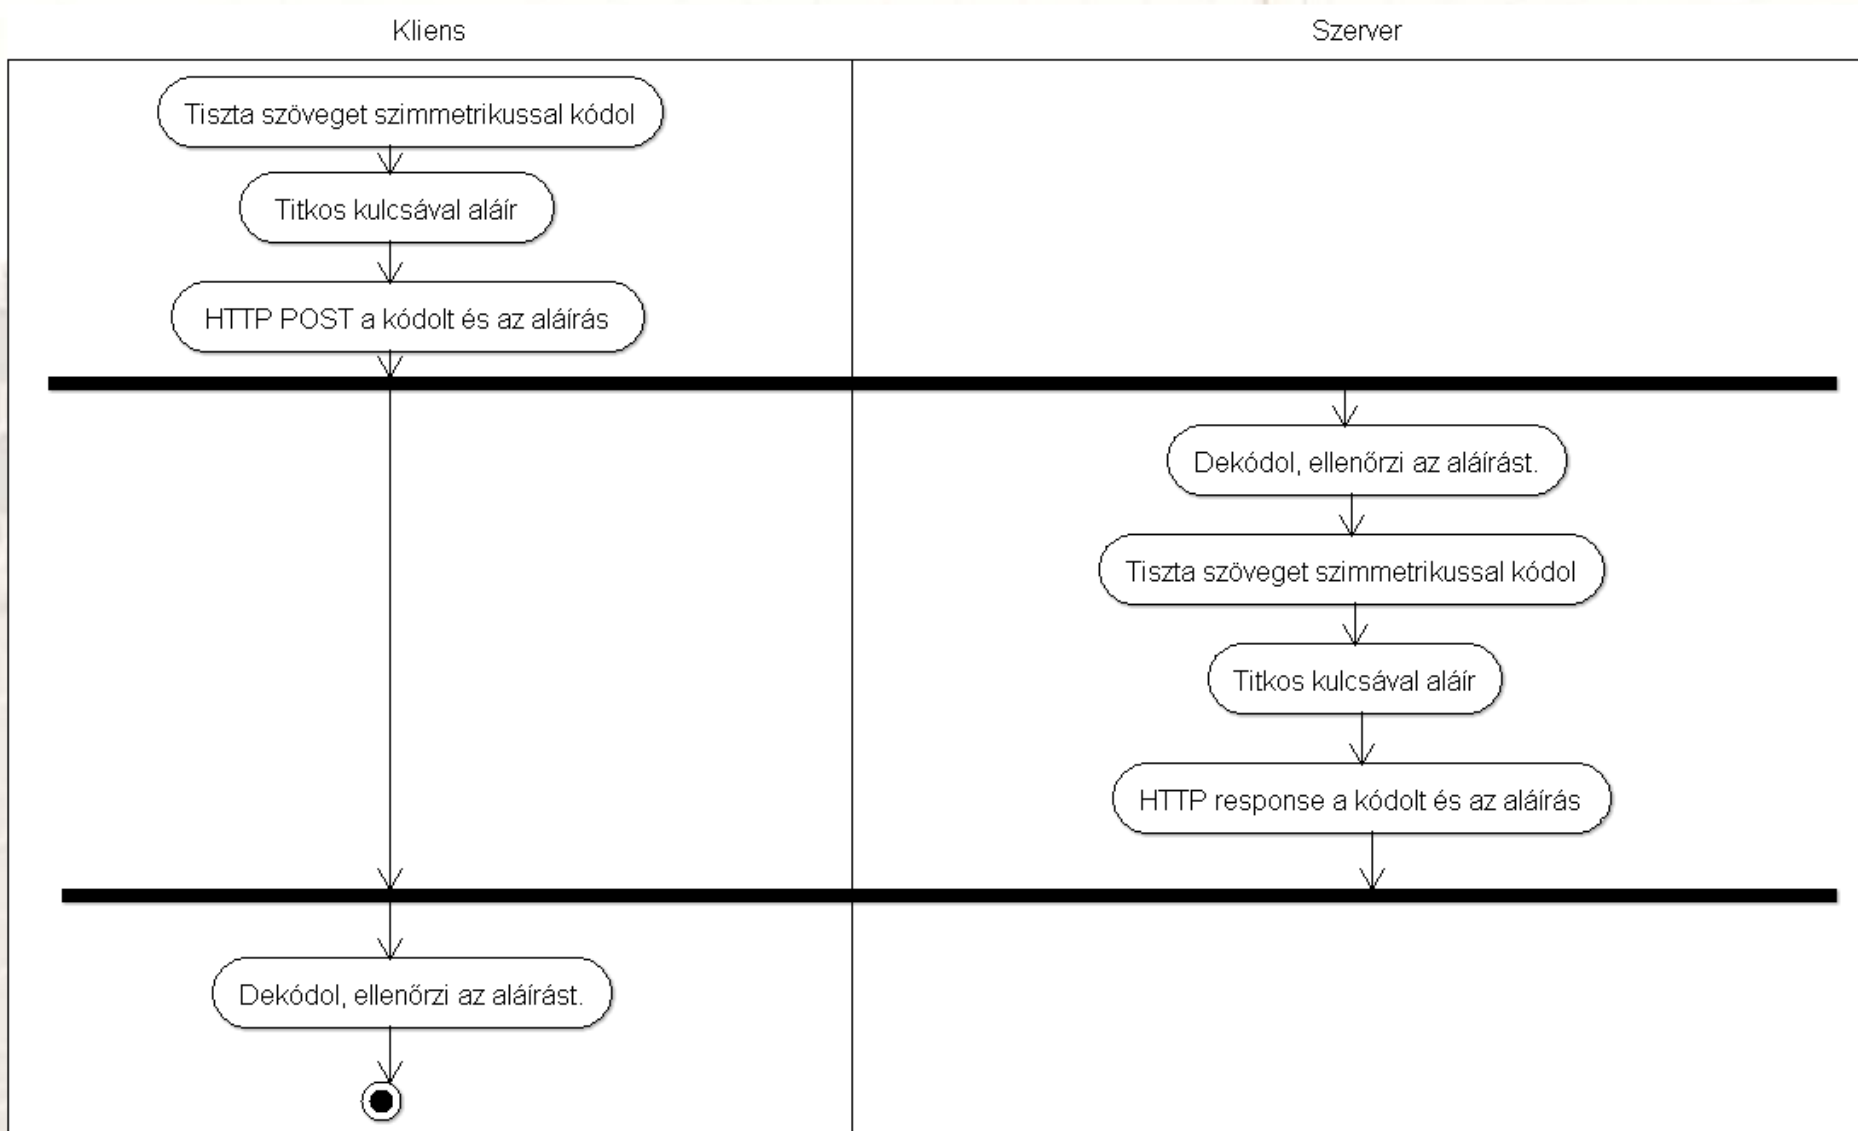 Kliens
Szerver
Tiszta szöveget szimmetrikussal kódol
Titkos kulcsával aláír
HTTP POST a kódolt és az aláírás
Dekódol, ellenőrzi az aláírást.
Tiszta szöveget szimmetrikussal kódol
Titkos kulcsával aláír
HTTP response a kódolt és az aláírás
Dekódol, ellenőrzi az aláírást.